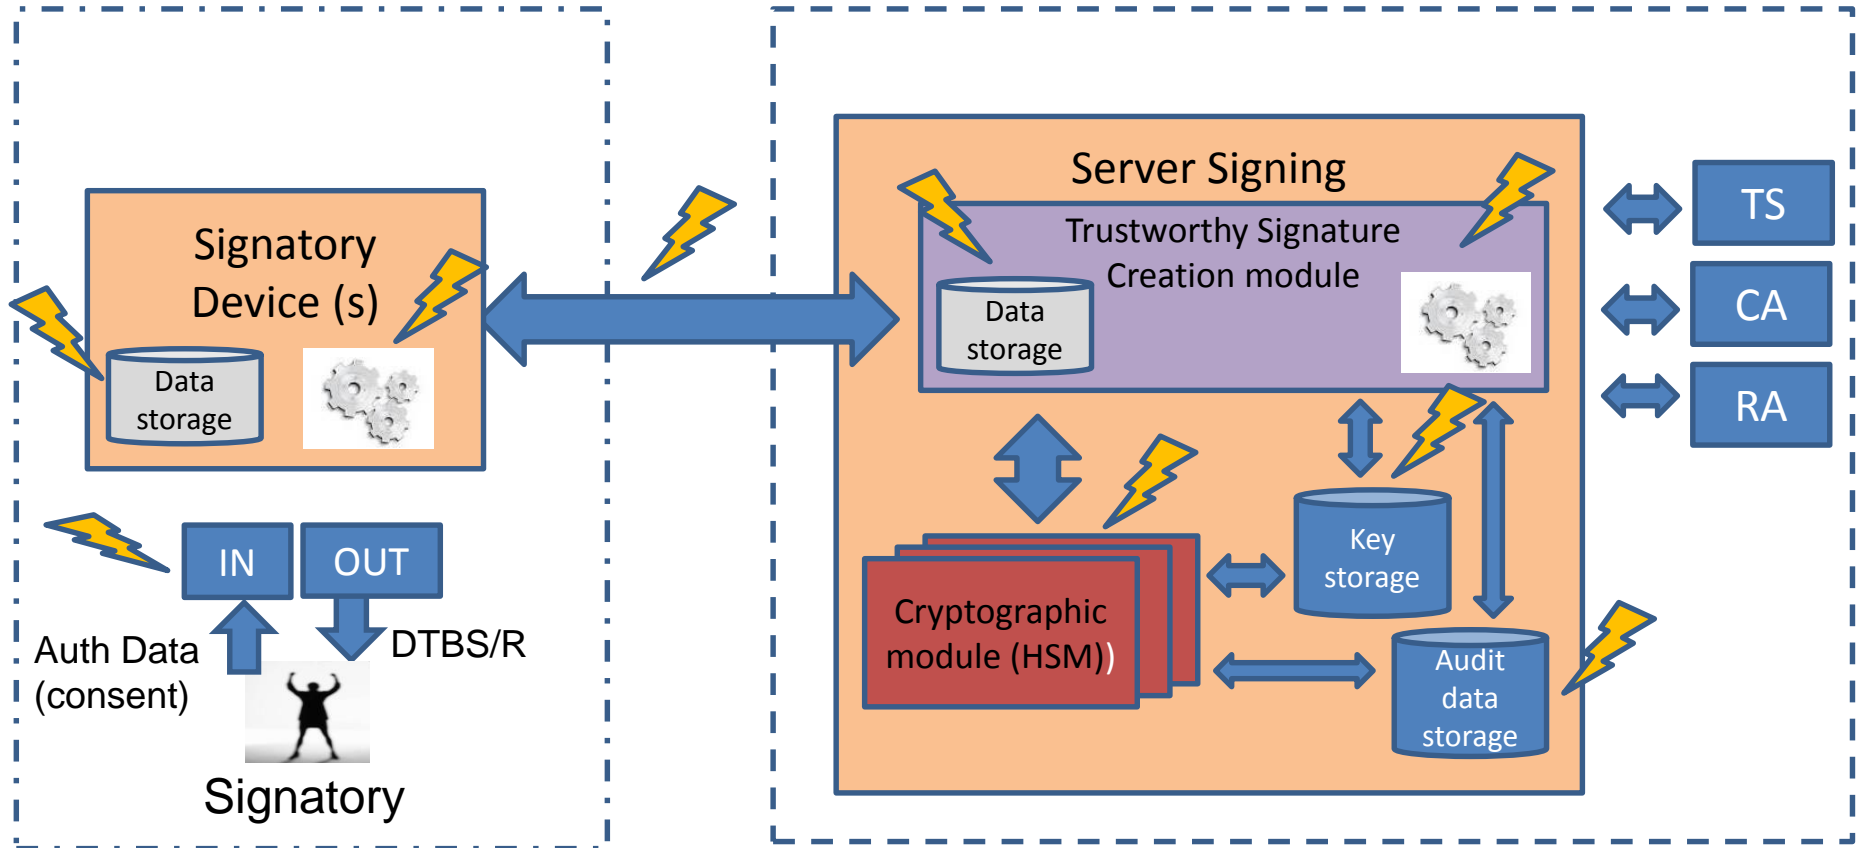 Signatory
Device (s)
Data
storage
IN
OUT
Auth Data
(consent)
DTBS/R
Signatory
Server Signing
Trustworthy Signature
Creation module
Data
storage
Cryptographic
module (HSM))
Key
storage
Audit
data
storage
TS
CA
RA